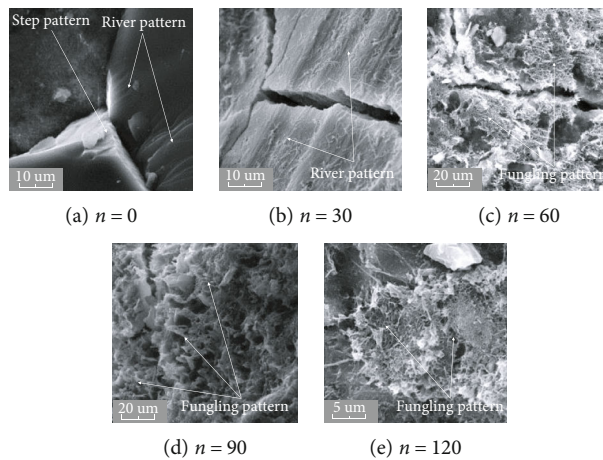 Step pattern
River pattern
10 um
(a) n = 0
10 um
River pattern
(b) n = 30
20 um
Fungling pattern
(c) n = 60
20 um
Fungling pattern
(d) n = 90
5 um
Fungling pattern
(e) n = 120